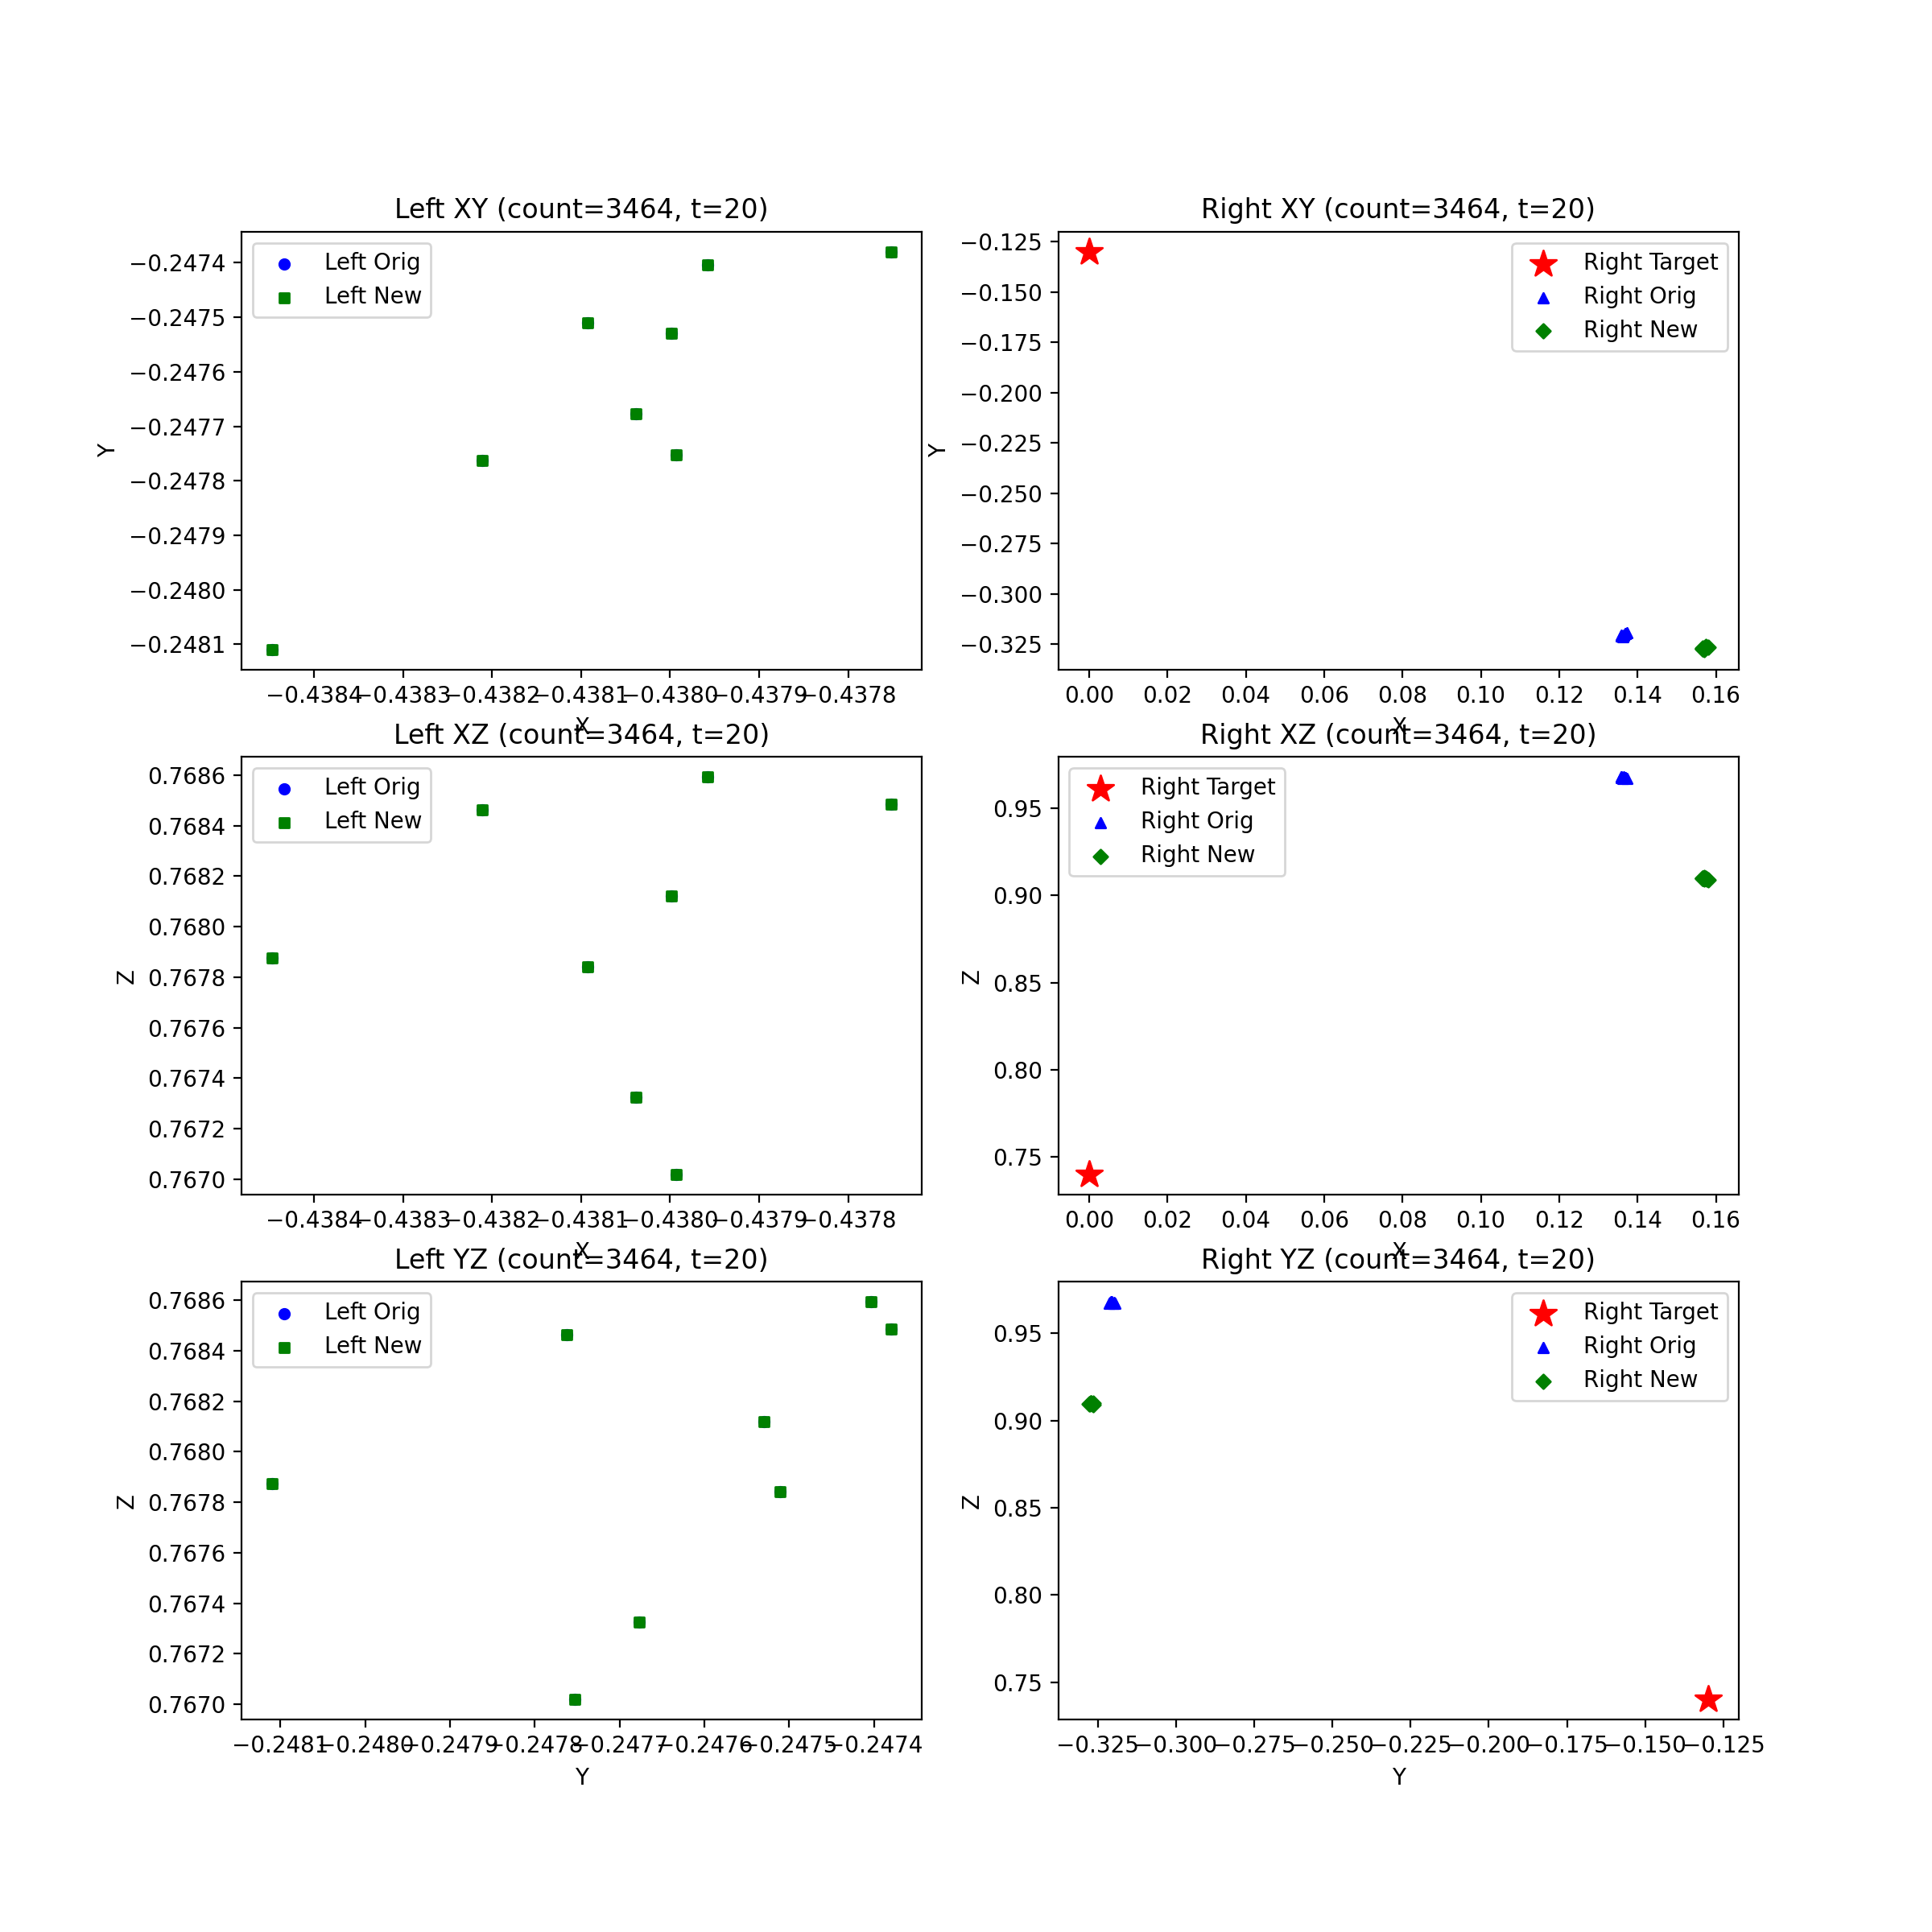 Left XY (count=3464, t=20)
Left Orig
Left New
−0.2474
−0.2475
−0.2476
−0.2477
−0.2478
−0.2479
−0.2480
−0.2481
Y
−0.4384 −0.4383 −0.4382 −0.4381 −0.4380 −0.4379 −0.4378
X
Right XY (count=3464, t=20)
Right Target
Right Orig
Right New
−0.125
−0.150
−0.175
−0.200
−0.225
−0.250
−0.275
−0.300
−0.325
Y
0.00 0.02 0.04 0.06 0.08 0.10 0.12 0.14 0.16
X
Left XZ (count=3464, t=20)
Left Orig
Left New
0.7686
0.7684
0.7682
0.7680
0.7678
0.7676
0.7674
0.7672
0.7670
Z
−0.4384 −0.4383 −0.4382 −0.4381 −0.4380 −0.4379 −0.4378
X
Right XZ (count=3464, t=20)
Right Target
Right Orig
Right New
0.95
0.90
0.85
0.80
0.75
Z
0.00 0.02 0.04 0.06 0.08 0.10 0.12 0.14 0.16
X
Left YZ (count=3464, t=20)
Left Orig
Left New
0.7686
0.7684
0.7682
0.7680
0.7678
0.7676
0.7674
0.7672
0.7670
Z
−0.2481 −0.2480 −0.2479 −0.2478 −0.2477 −0.2476 −0.2475 −0.2474
Y
Right YZ (count=3464, t=20)
Right Target
Right Orig
Right New
0.95
0.90
0.85
0.80
0.75
Z
−0.325 −0.300 −0.275 −0.250 −0.225 −0.200 −0.175 −0.150 −0.125
Y